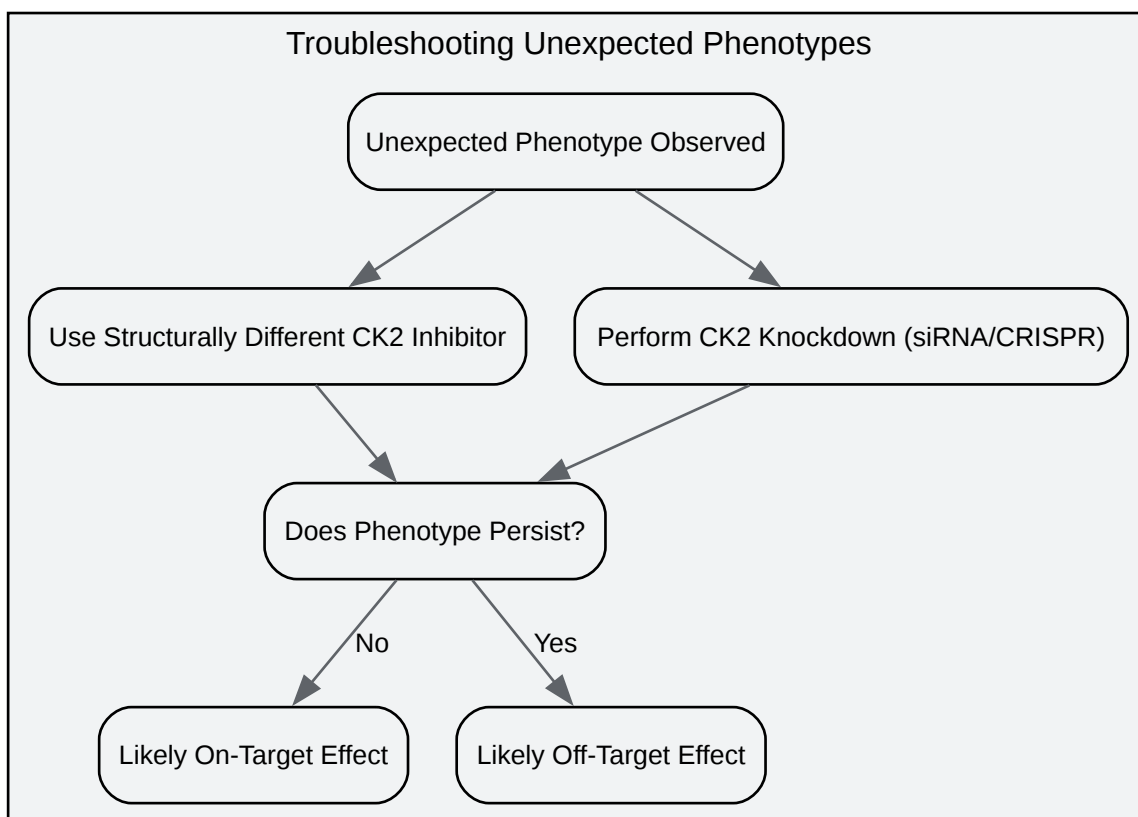 Troubleshooting Unexpected Phenotypes
Unexpected Phenotype Observed
Use Structurally Different CK2 Inhibitor
Perform CK2 Knockdown (siRNA/CRISPR)
Does Phenotype Persist?
No
Yes
Likely On-Target Effect
Likely Off-Target Effect